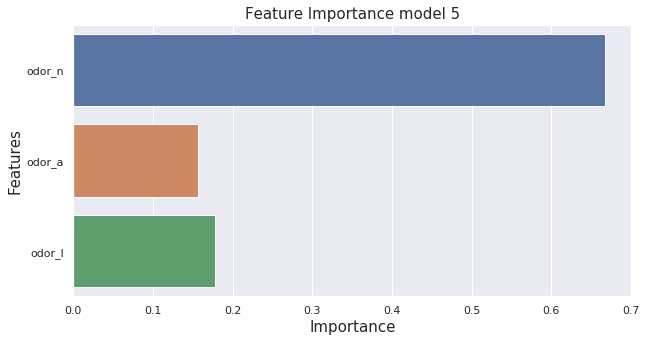 Feature Importance model 5
Features
odor_n
odor_a
odor_l
0.0 0.1 0.2 0.3 0.4 0.5 0.6 0.7
Importance